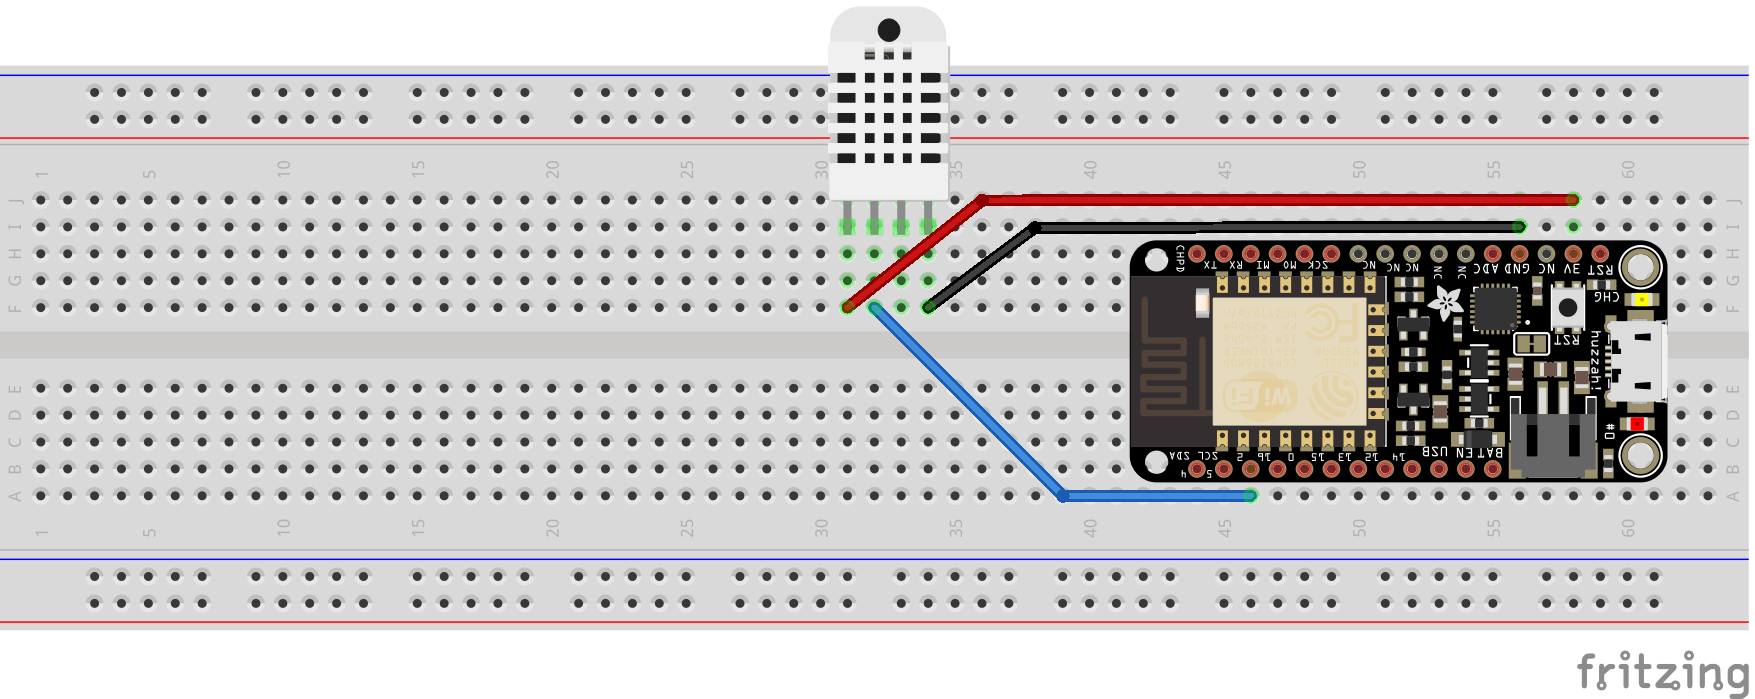 1 5 10 15 20 25 30 35 40 45 50 55 60
J J
I I
H H
G G
F F
CHPD TX RX MI MO SCK NC NC NC NC NC ADC GND NC 3V RST
CHG
RST
huzzah!
WiFi
E E
D D
C C
B B
A A
#0
4 SDA 5 SCL 2 16 0 15 13 12 14 USB EN BAT
1 5 10 15 20 25 30 35 40 45 50 55 60
fritzing